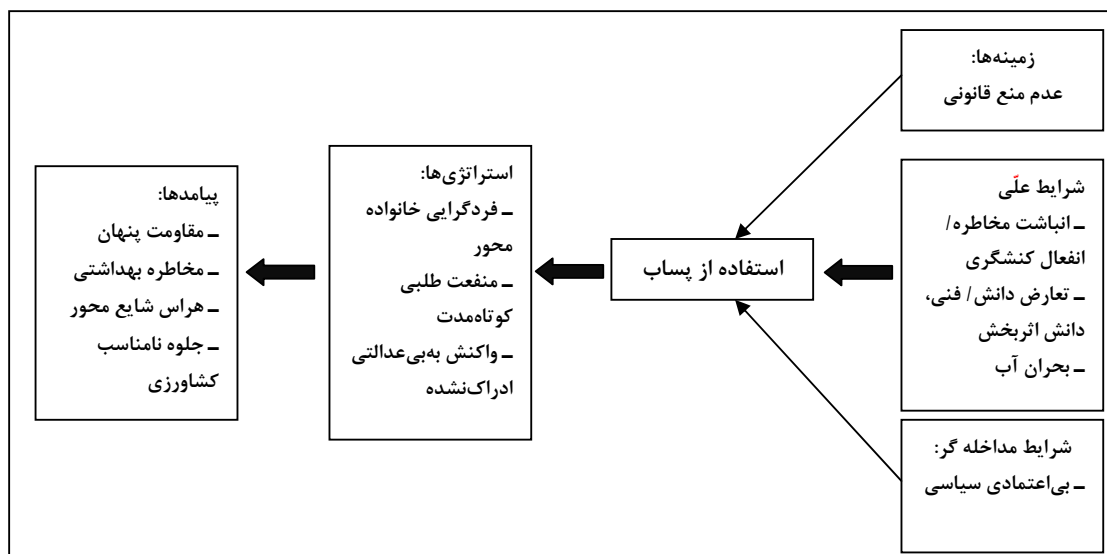 زمینه‌ها:
عدم منع قانونی
شرایط علّی
ـ انباشت مخاطره/
انفعال کنشگری
ـ تعارض دانش/ فنی،
دانش اثربخش
ـ بحران آب
شرایط مداخله گر:
ـ بی‌اعتمادی سیاسی
استفاده از پساب
استراتژی‌ها:
ـ فردگرایی خانواده
محور
ـ منفعت طلبی
کوتاه‌مدت
ـ واکنش به‌بی‌عدالتی
ادراک‌نشده
پیامدها:
ـ مقاومت پنهان
ـ مخاطره بهداشتی
ـ هراس شایع محور
ـ جلوه نامناسب
کشاورزی